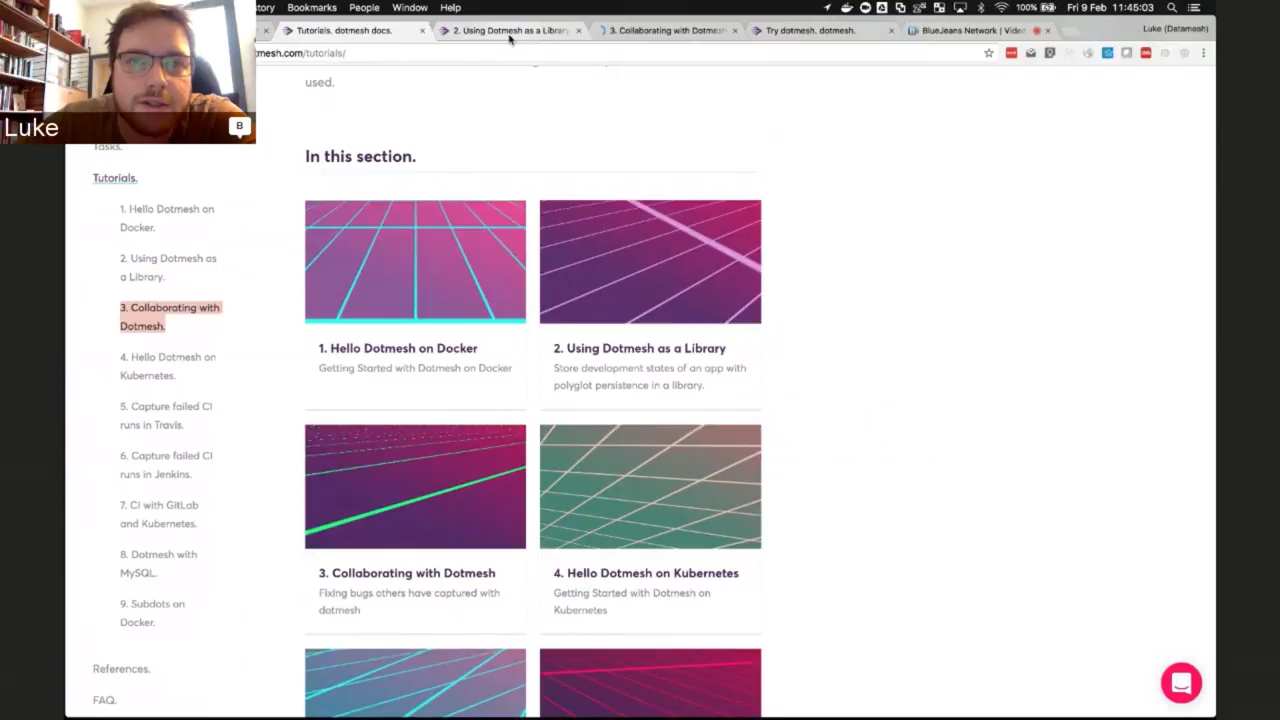 story Bookmarks People Window Help 100% Fri 9 Feb 11:45:03
Tutorials. dotmesh docs. 2. Using Dotmesh as a Library 3. Collaborating with Dotmesh Try dotmesh. dotmesh. BlueJeans Network | Video Luke (Datamesh)
tmesh.com/tutorials/
Luke
B
used.
Tasks.
Tutorials.
1. Hello Dotmesh on
Docker.
2. Using Dotmesh as
a Library.
3. Collaborating with
Dotmesh.
4. Hello Dotmesh on
Kubernetes.
5. Capture failed CI
runs in Travis.
6. Capture failed CI
runs in Jenkins.
7. CI with GitLab
and Kubernetes.
8. Dotmesh with
MySQL.
9. Subdots on
Docker.
References.
FAQ.
In this section.
1. Hello Dotmesh on Docker
Getting Started with Dotmesh on Docker
2. Using Dotmesh as a Library
Store development states of an app with
polyglot persistence in a library.
3. Collaborating with Dotmesh
Fixing bugs others have captured with
dotmesh
4. Hello Dotmesh on Kubernetes
Getting Started with Dotmesh on
Kubernetes